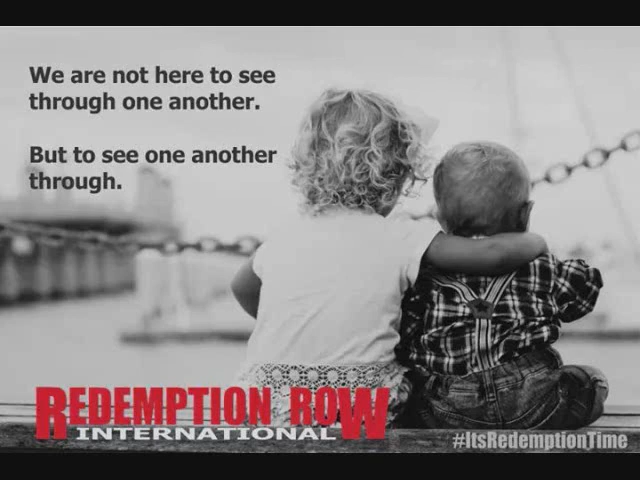 We are not here to see
through one another.
But to see one another
through.
REDEMPTION ROW
INTERNATIONAL
#ItsRedemptionTime